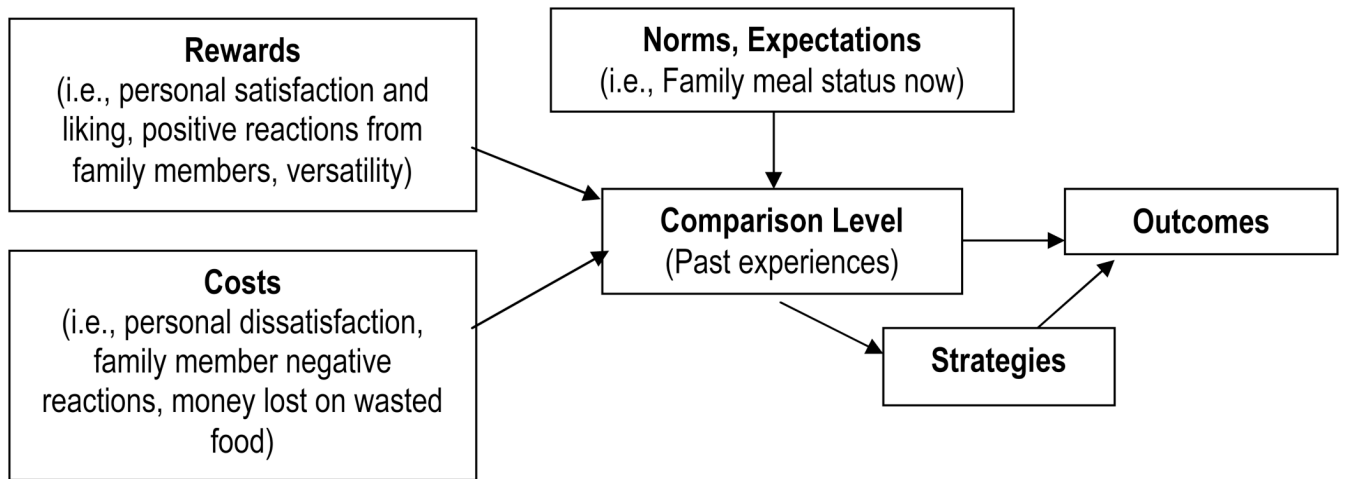 Rewards
(i.e., personal satisfaction and
liking, positive reactions from
family members, versatility)
Norms, Expectations
(i.e., Family meal status now)
Comparison Level
(Past experiences)
Outcomes
Costs
(i.e., personal dissatisfaction,
family member negative
reactions, money lost on wasted
food)
Strategies